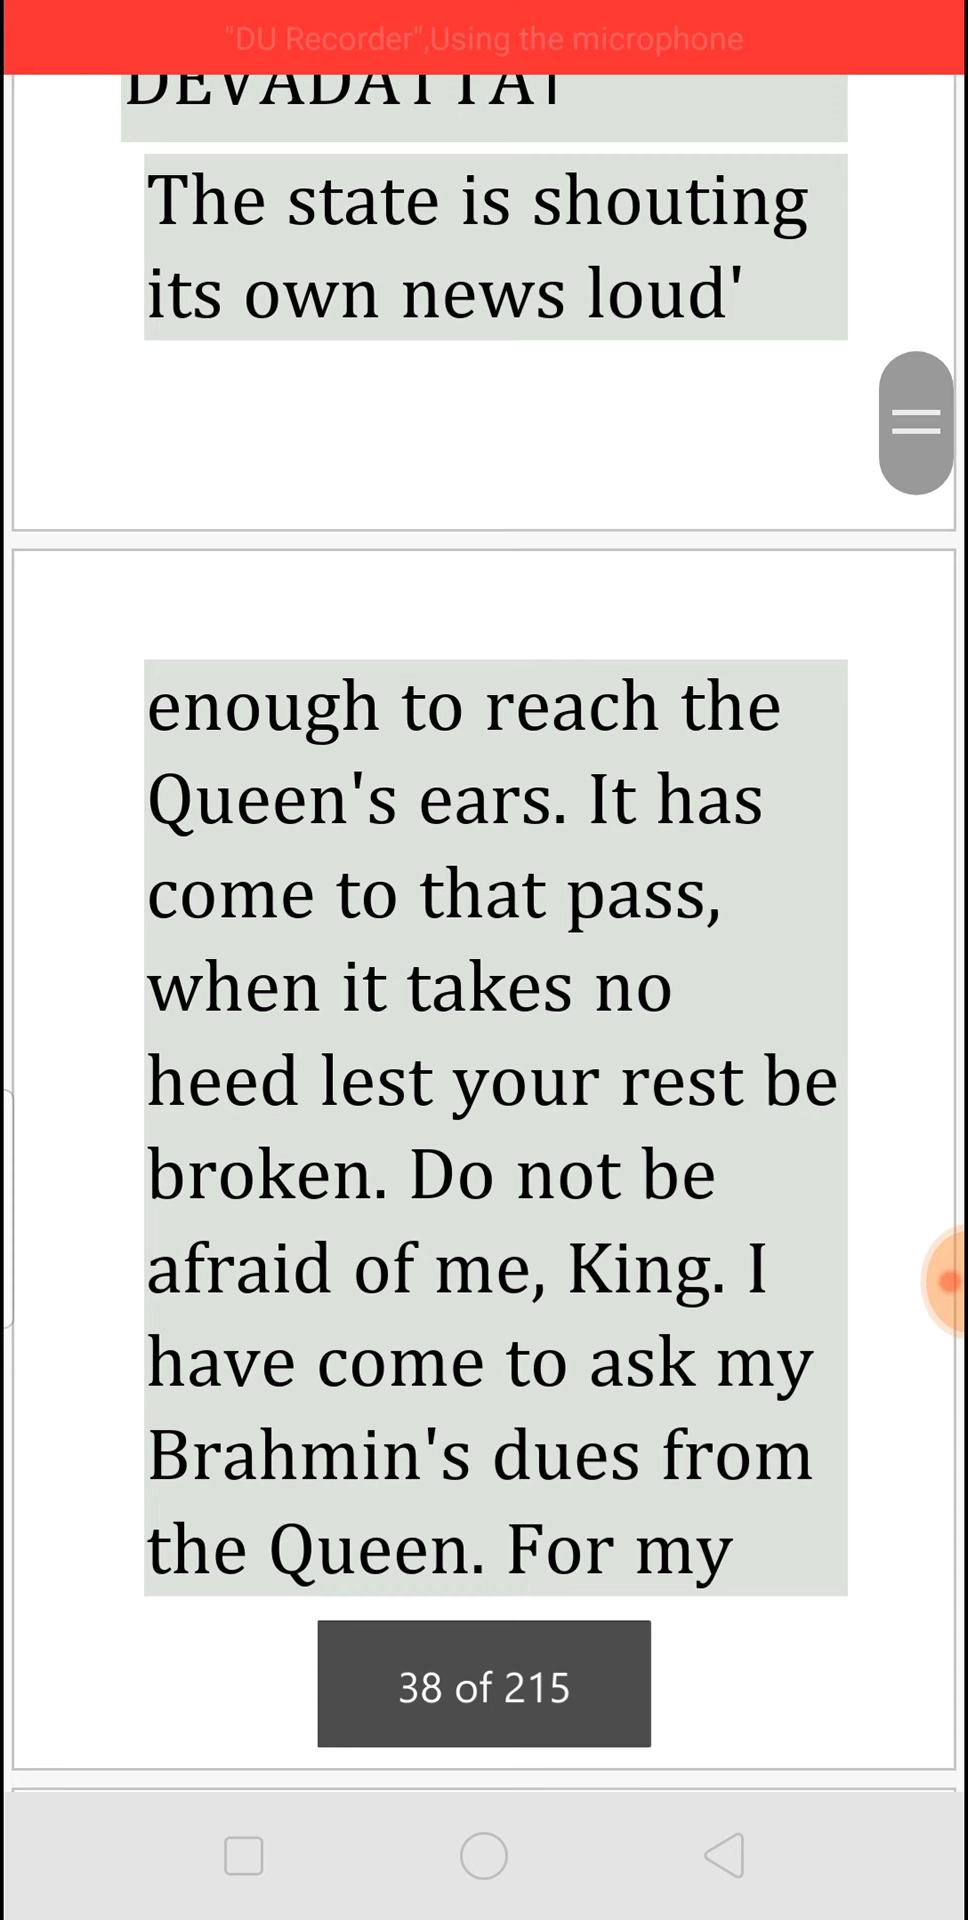 "DU Recorder",Using the microphone
DEVADATTA
The state is shouting
its own news loud'
enough to reach the
Queen's ears. It has
come to that pass,
when it takes no
heed lest your rest be
broken. Do not be
afraid of me, King. I
have come to ask my
Brahmin's dues from
the Queen. For my
38 of 215